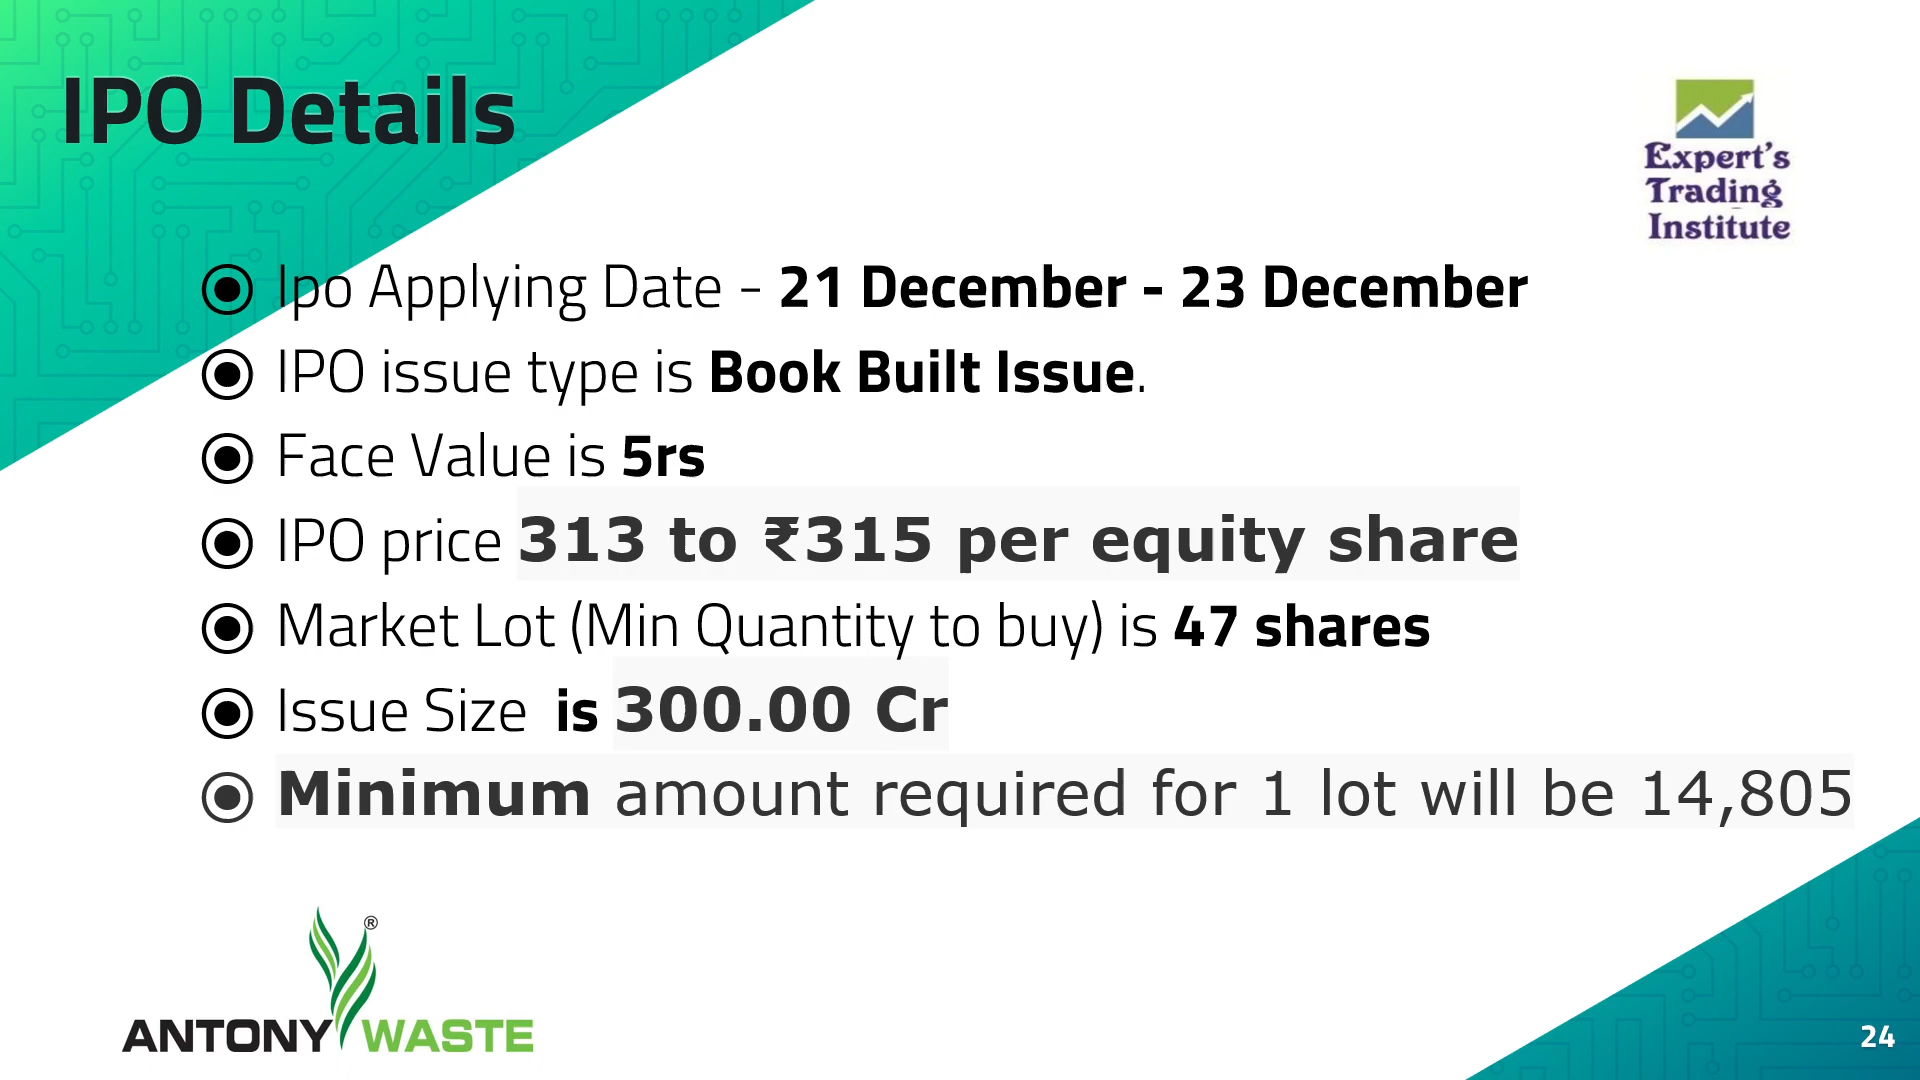 IPO Details
Expert's
Trading
Institute
Ipo Applying Date - 21 December - 23 December
IPO issue type is Book Built Issue.
Face Value is 5rs
IPO price 313 to ₹315 per equity share
Market Lot (Min Quantity to buy) is 47 shares
Issue Size is 300.00 Cr
Minimum amount required for 1 lot will be 14,805
ANTONY WASTE ®
24